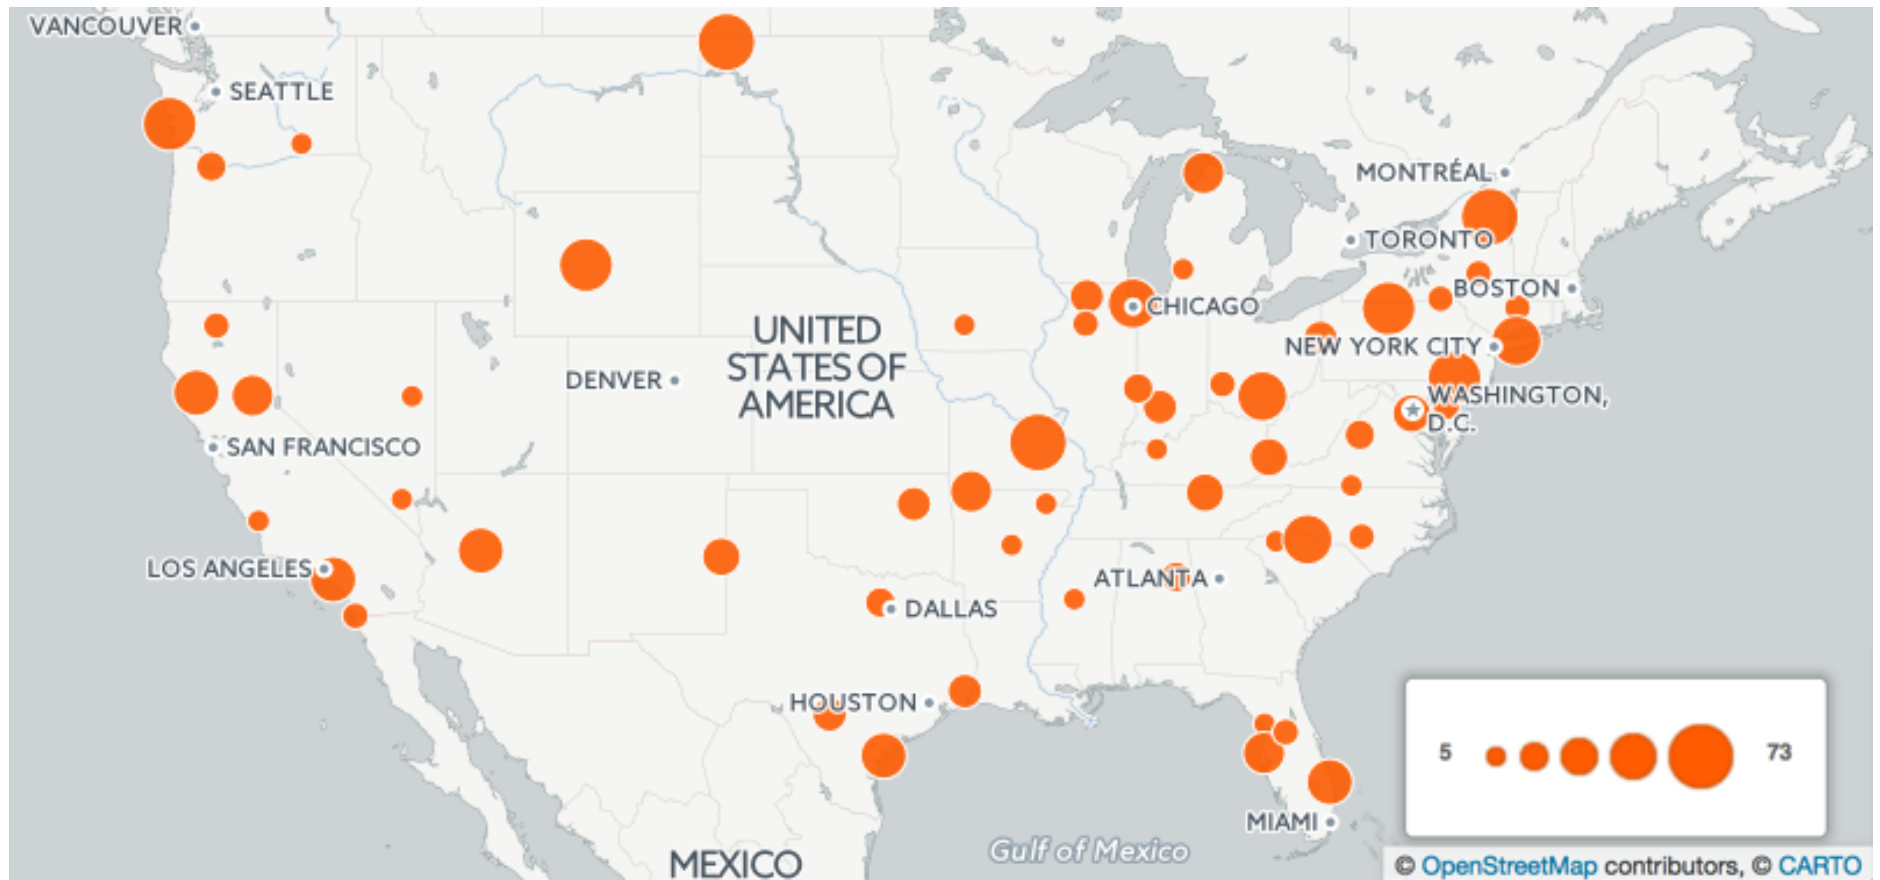 VANCOUVER
SEATTLE
MONTRÉAL
TORONTO
BOSTON
CHICAGO
UNITED
STATES OF
AMERICA
NEW YORK CITY
DENVER
WASHINGTON,
D.C.
SAN FRANCISCO
LOS ANGELES
ATLANTA
DALLAS
HOUSTON
5
73
MIAMI
Gulf of Mexico
MEXICO
© OpenStreetMap contributors, © CARTO